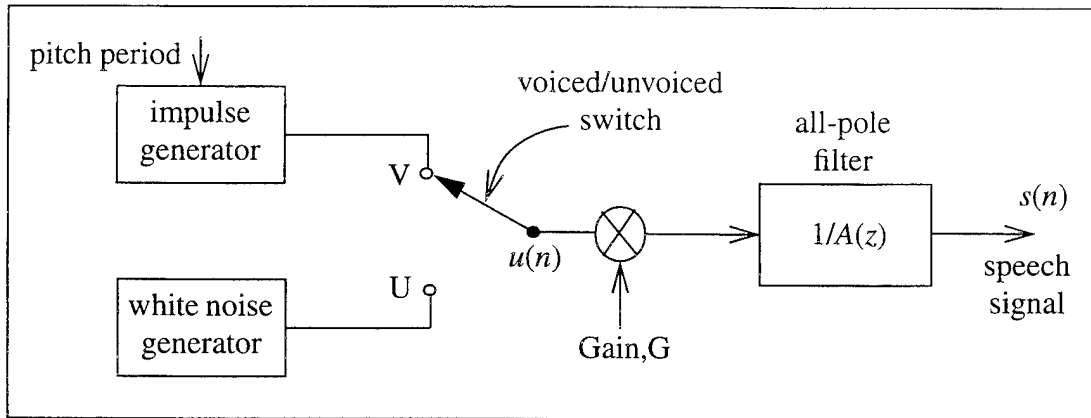 pitch period
impulse
generator
voiced/unvoiced
switch
V
all-pole
filter
s(n)
1/A(z)
u(n)
U
speech
signal
white noise
generator
Gain,G